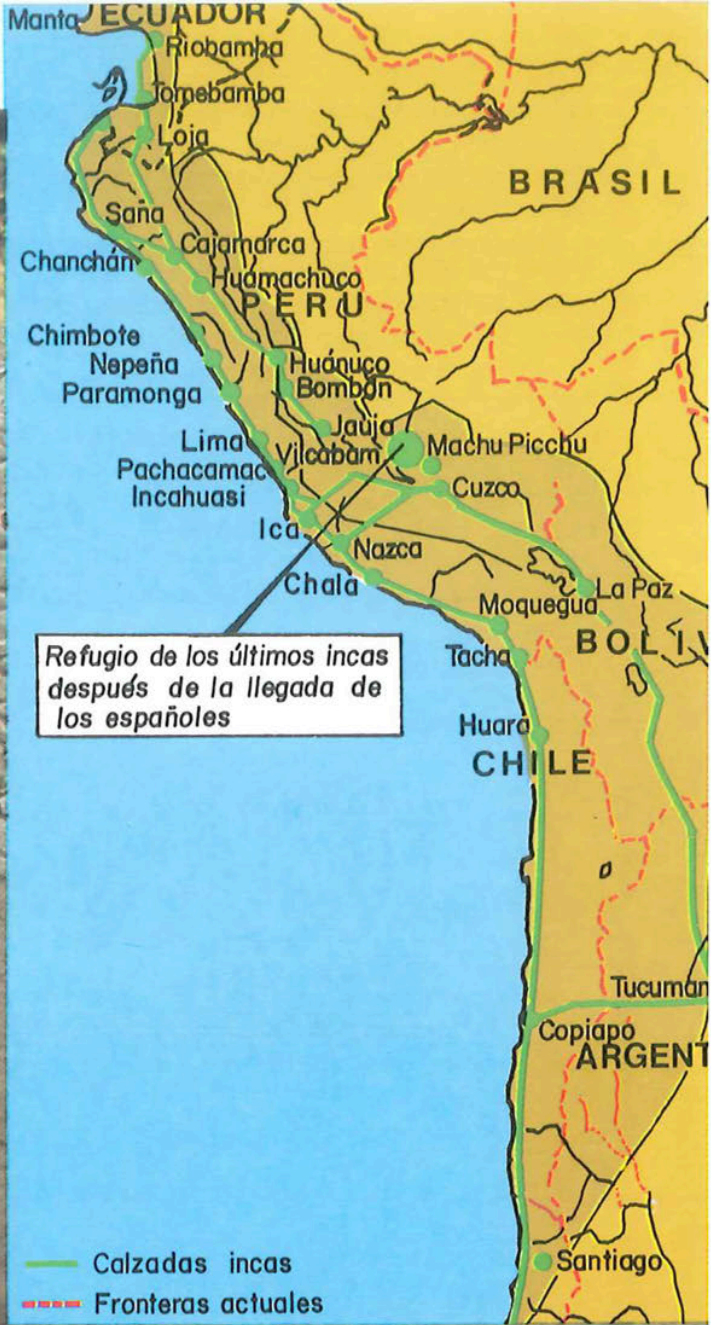 Manta
ECUADOR
Riobamba
Tomebamba
Loja
BRASIL
Saña
Cajamarca
Chanchán
Huamachuco
PERÚ
Chimbote
Huánuco
Nepeña
Bombón
Paramonga
Jauja
Lima
Vilcabam
Machu Picchu
Pachacamac
Cuzco
Incahuasi
Ica
Nazca
Chala
La Paz
Moquegua
BOLIV
Refugio de los últimos incas
después de la llegada de
los españoles
Tacha
Huara
CHILE
Tucuman
Copiapo
ARGENT
Santiago
Calzadas incas
Fronteras actuales